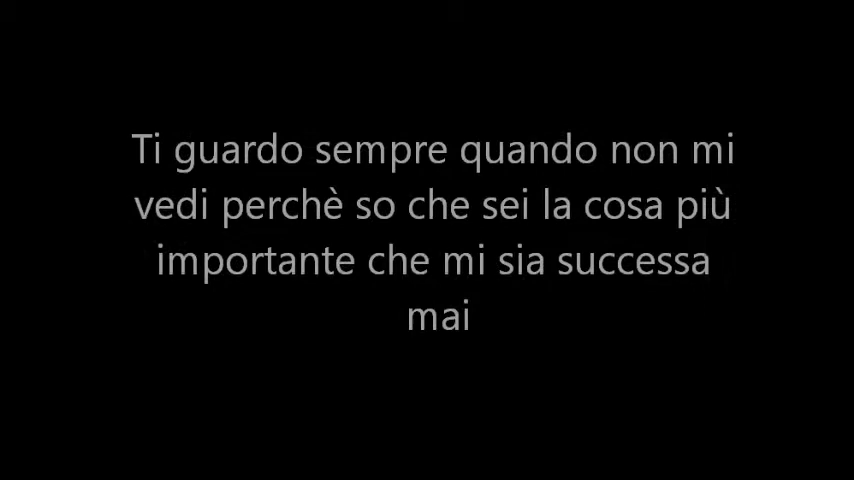 Ti guardo sempre quando non mi
vedi perchè so che sei la cosa più
importante che mi sia successa
mai